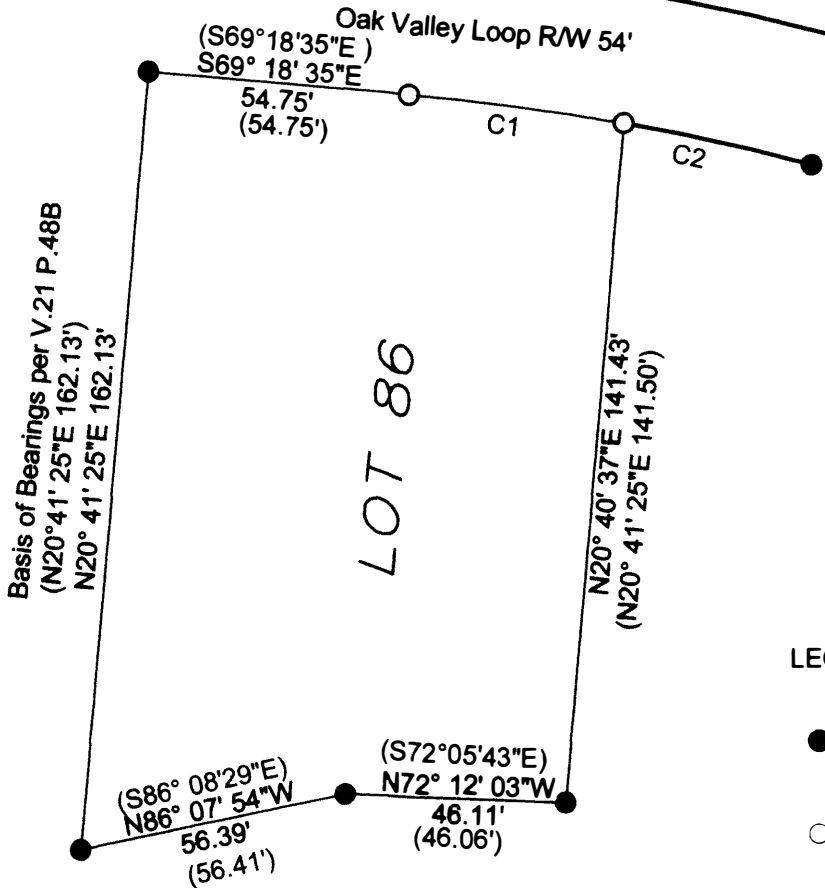 Oak Valley Loop R/W 54'
(S69°18'35"E )
S69° 18' 35"E
54.75'
(54.75')
C1
C2
Basis of Bearings per V.21 P.48B
(N20°41' 25"E 162.13')
N20° 41' 25"E 162.13'
LOT 86
N20° 40' 37"E 141.43'
(N20° 41' 25"E 141.50')
(S86° 08'29"E)
N86° 07' 54"W
56.39'
(56.41')
(S72°05'43"E)
N72° 12' 03"W
46.11'
(46.06')